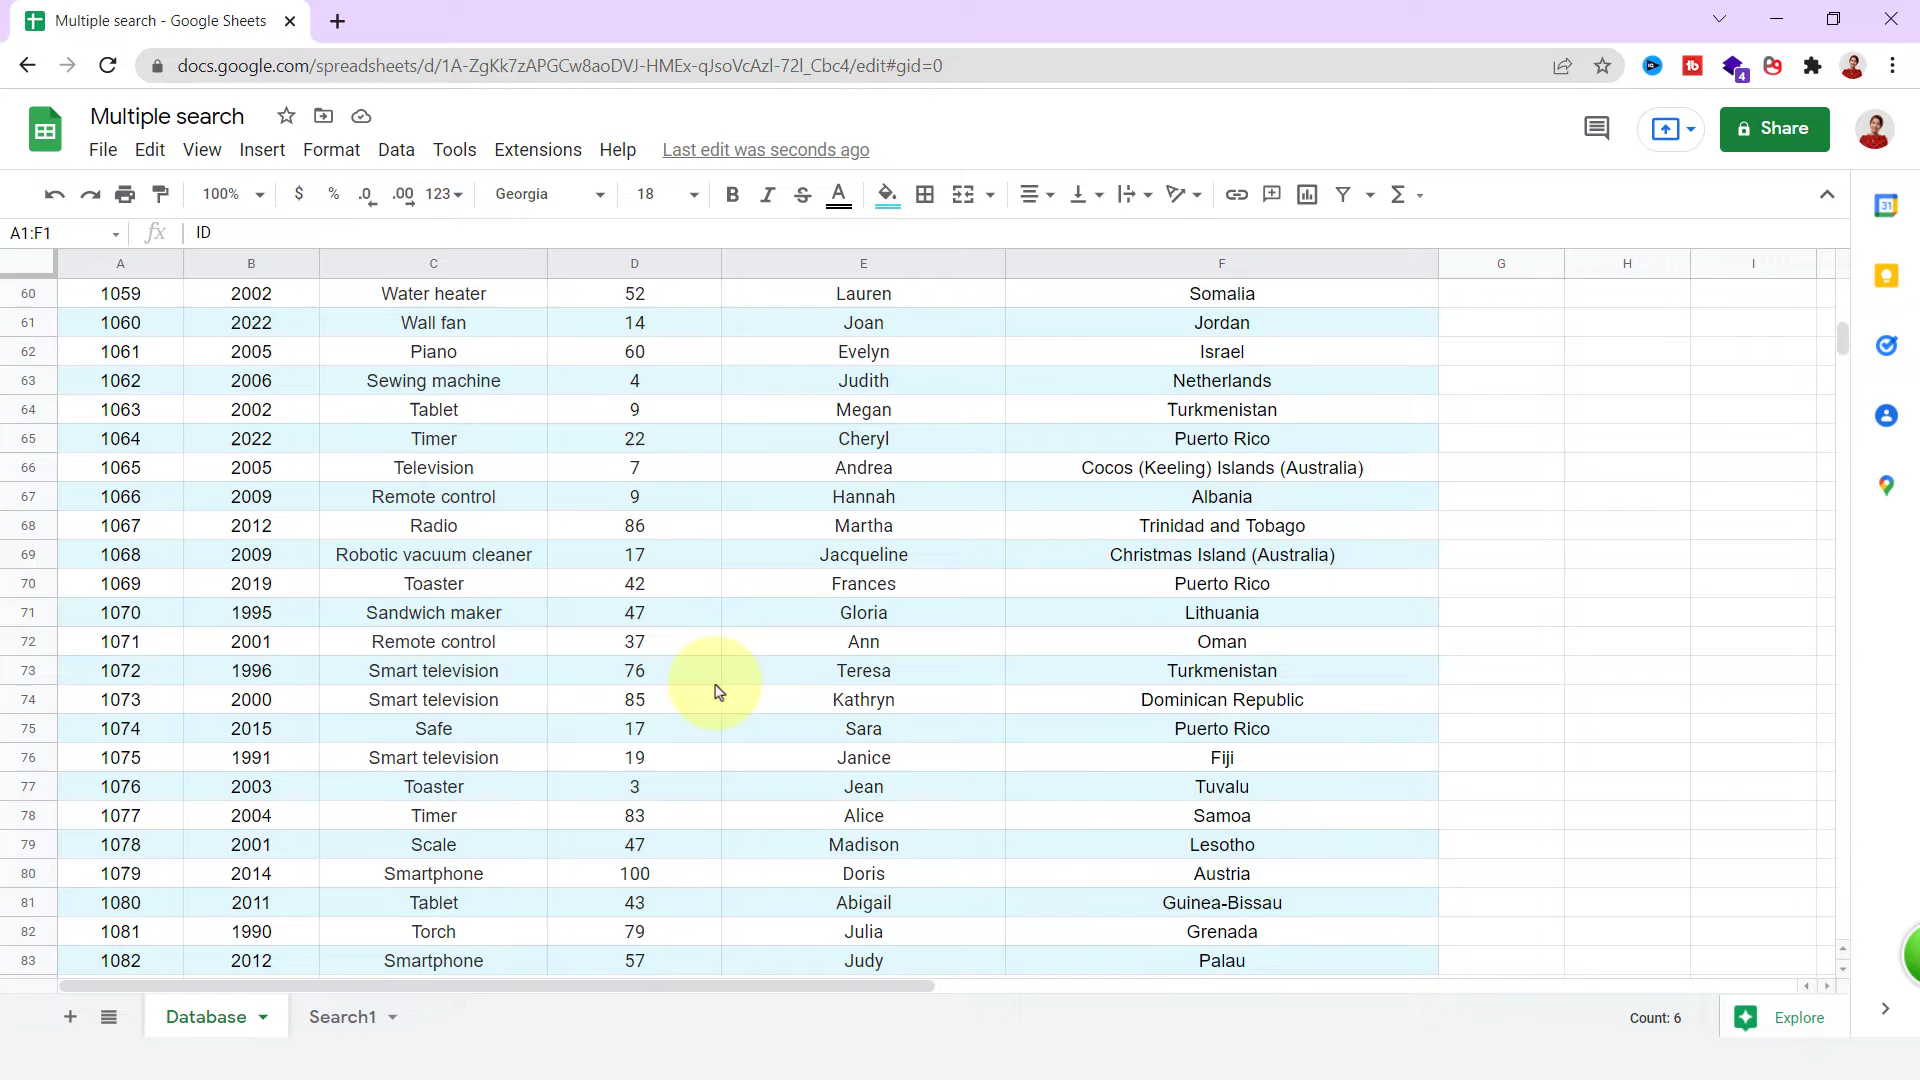 Multiple search - Google Sheets
docs.google.com/spreadsheets/d/1A-ZgKk7zAPGCw8aoDVJ-HMEx-qJsoVcAzl-72l_Cbc4/edit#gid=0
4
Multiple search
File Edit View Insert Format Data Tools Extensions Help Last edit was seconds ago
Share
100% $ % .0 .00 123 Georgia 18 B I S A
31
A1:F1 fx ID
A B C D E F G H I
60 1059 2002 Water heater 52 Lauren Somalia
61 1060 2022 Wall fan 14 Joan Jordan
62 1061 2005 Piano 60 Evelyn Israel
63 1062 2006 Sewing machine 4 Judith Netherlands
64 1063 2002 Tablet 9 Megan Turkmenistan
65 1064 2022 Timer 22 Cheryl Puerto Rico
66 1065 2005 Television 7 Andrea Cocos (Keeling) Islands (Australia)
67 1066 2009 Remote control 9 Hannah Albania
68 1067 2012 Radio 86 Martha Trinidad and Tobago
69 1068 2009 Robotic vacuum cleaner 17 Jacqueline Christmas Island (Australia)
70 1069 2019 Toaster 42 Frances Puerto Rico
71 1070 1995 Sandwich maker 47 Gloria Lithuania
72 1071 2001 Remote control 37 Ann Oman
73 1072 1996 Smart television 76 Teresa Turkmenistan
74 1073 2000 Smart television 85 Kathryn Dominican Republic
75 1074 2015 Safe 17 Sara Puerto Rico
76 1075 1991 Smart television 19 Janice Fiji
77 1076 2003 Toaster 3 Jean Tuvalu
78 1077 2004 Timer 83 Alice Samoa
79 1078 2001 Scale 47 Madison Lesotho
80 1079 2014 Smartphone 100 Doris Austria
81 1080 2011 Tablet 43 Abigail Guinea-Bissau
82 1081 1990 Torch 79 Julia Grenada
83 1082 2012 Smartphone 57 Judy Palau
Database Search1 Count: 6 Explore